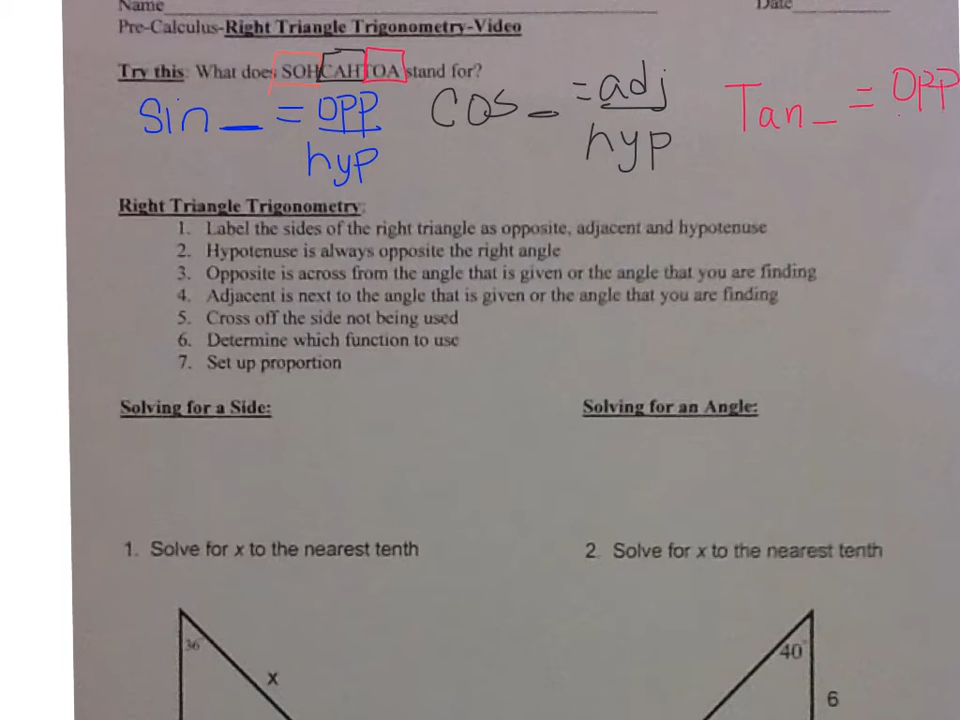 Name
Date
Pre-Calculus-Right Triangle Trigonometry-Video
Try this: What does SOHCAHTOA stand for?
Sin _ = opp
hyp
COS _ = adj
hyp
Tan _ = opp
Right Triangle Trigonometry:
1. Label the sides of the right triangle as opposite, adjacent and hypotenuse
2. Hypotenuse is always opposite the right angle
3. Opposite is across from the angle that is given or the angle that you are finding
4. Adjacent is next to the angle that is given or the angle that you are finding
5. Cross off the side not being used
6. Determine which function to use
7. Set up proportion
Solving for a Side:
Solving for an Angle:
1. Solve for x to the nearest tenth
2. Solve for x to the nearest tenth
36°
x
40°
6